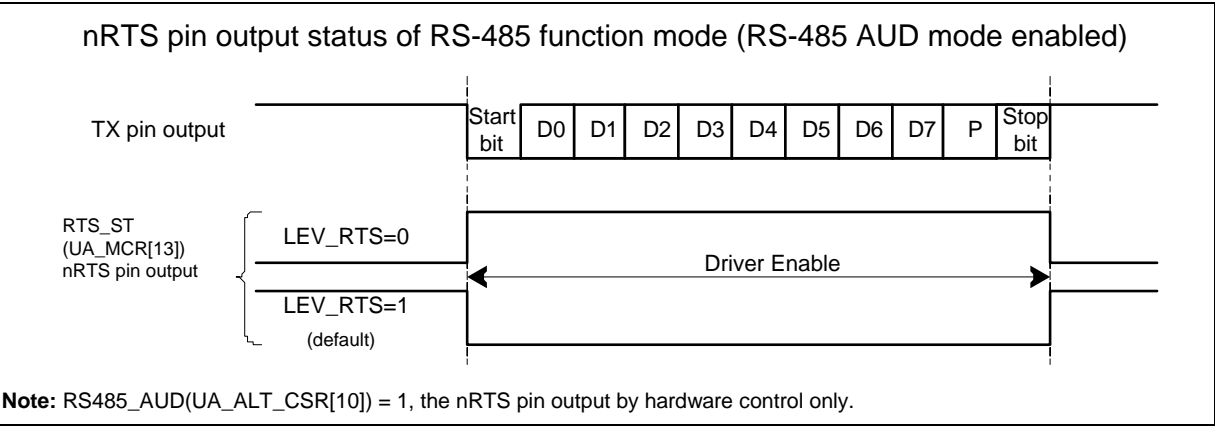 nRTS pin output status of RS-485 function mode (RS-485 AUD mode enabled)
TX pin output
Start bit
D0
D1
D2
D3
D4
D5
D6
D7
P
Stop bit
RTS_ST
(UA_MCR[13])
nRTS pin output
LEV_RTS=0
Driver Enable
LEV_RTS=1
(default)
Note: RS485_AUD(UA_ALT_CSR[10]) = 1, the nRTS pin output by hardware control only.